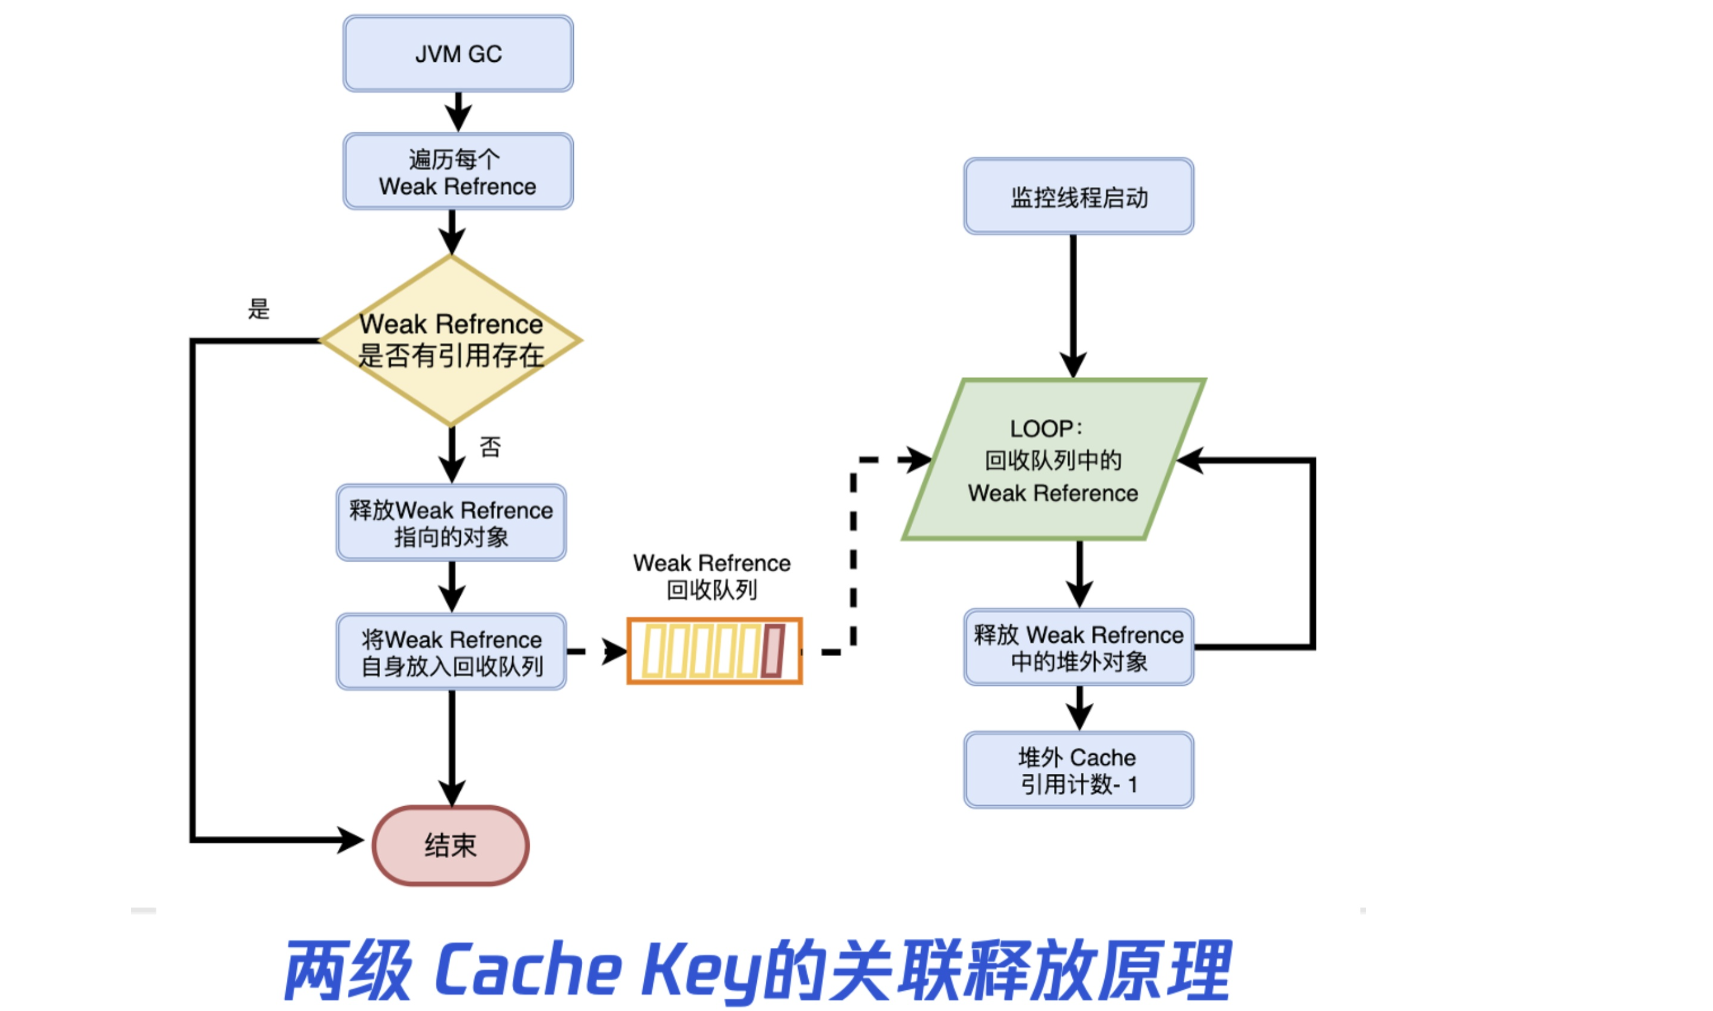 JVM GC
遍历每个
Weak Refrence
Weak Refrence
是否有引用存在
是
否
释放Weak Refrence
指向的对象
将Weak Refrence
自身放入回收队列
结束
Weak Refrence
回收队列
监控线程启动
LOOP：
回收队列中的
Weak Reference
释放 Weak Refrence
中的堆外对象
堆外 Cache
引用计数- 1
两级 Cache Key的关联释放原理